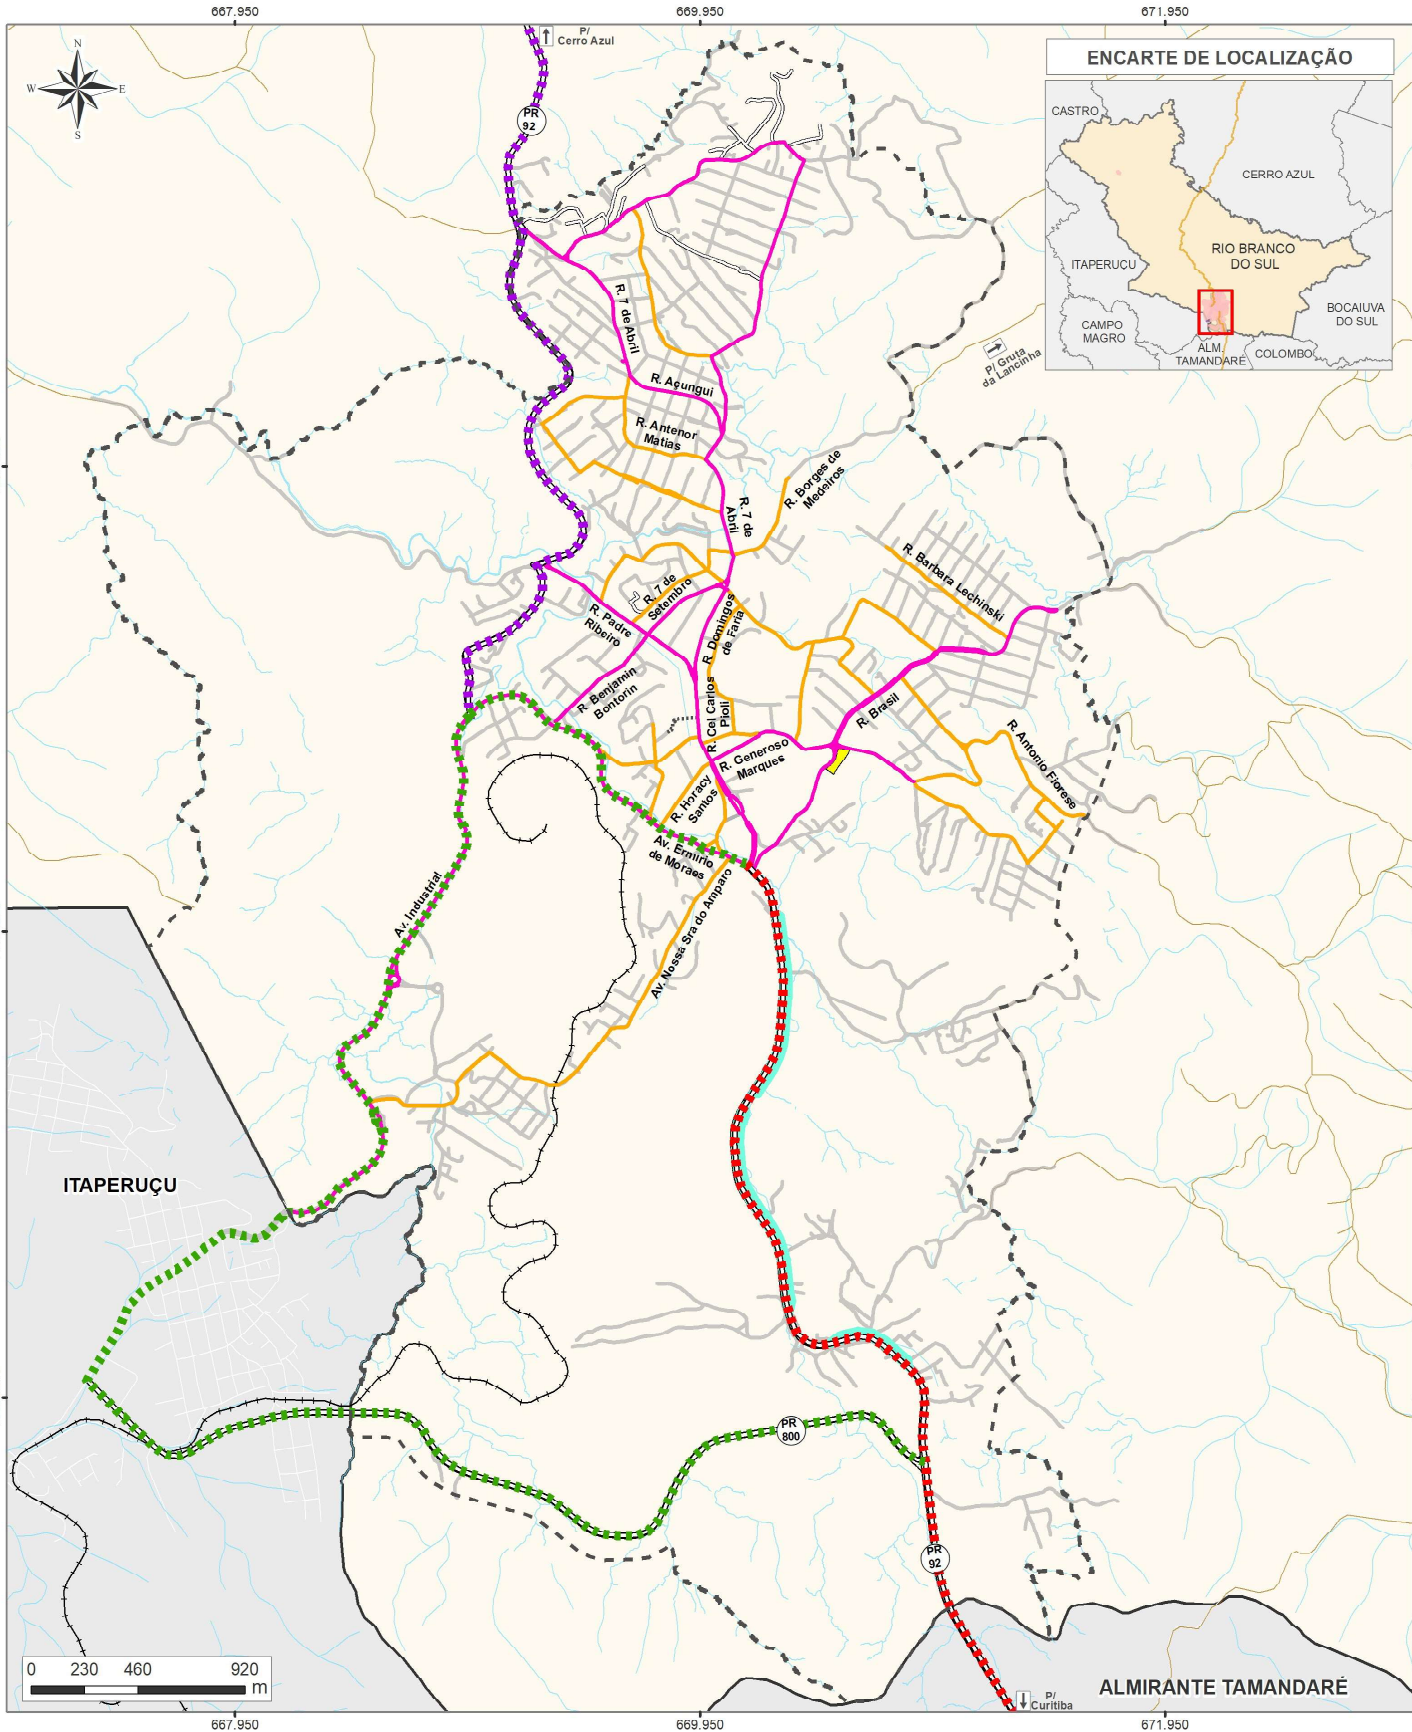 667.950
669.950
671.950
P/
Cerro Azul
N
W
E
S
PR
92
ENCARTE DE LOCALIZAÇÃO
CASTRO
CERRO AZUL
RIO BRANCO
DO SUL
ITAPERUÇU
BOCAIUVA
DO SUL
CAMPO
MAGRO
ALM.
TAMANDARÉ
COLOMBO
P/ Gruta
da Lancinha
R. 7 de Abril
R. Açungui
R. Antenor
Matias
R. Borges de
Medeiros
R. 7 de
Abril
R. Barbara Lechinski
R. 7 de
Setembro
R. Padre
Ribeiro
R. Domingos
de Faria
R. Benjamin
Bontorin
R. Cel Carlos
Pioli
R. Brasil
R. Generoso
Marques
R. Antonio Fiorese
R. Horacy
Santos
Av. Ermirio
de Moraes
Av. Industrial
Av. Nossa Sra do Amparo
ITAPERUÇU
PR
800
PR
92
0 230 460 920
m
P/
Curitiba
ALMIRANTE TAMANDARÉ
667.950
669.950
671.950